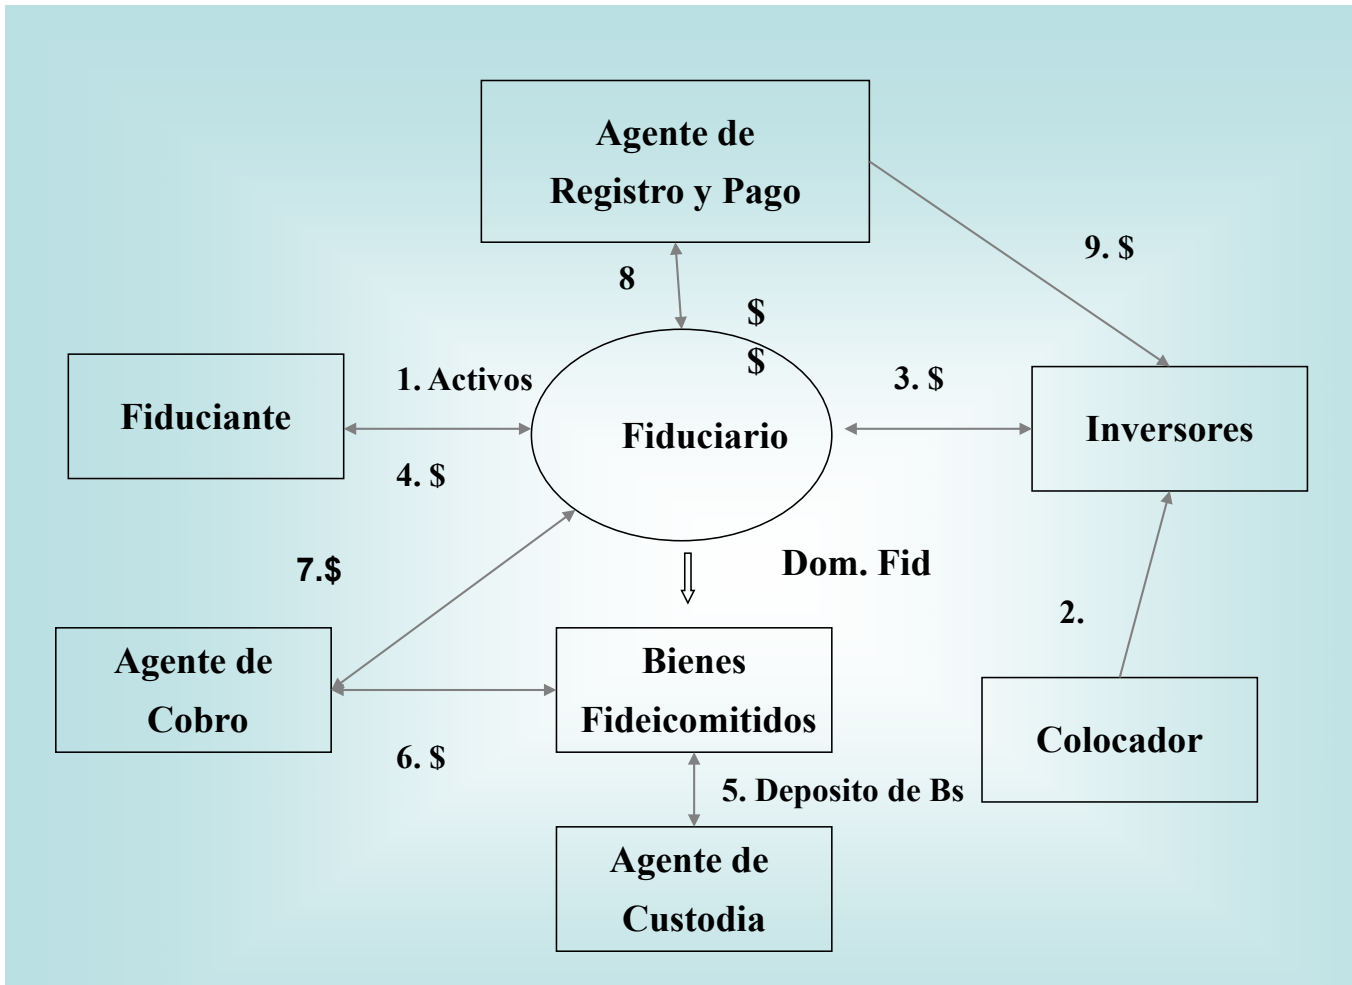 Agente de
Registro y Pago
9. $
8
$
$
1. Activos
3. $
Fiduciante
Fiduciario
Inversores
4. $
7.$
Dom. Fid
2.
Agente de
Cobro
Bienes
Fideicomitidos
Colocador
6. $
5. Deposito de Bs
Agente de
Custodia